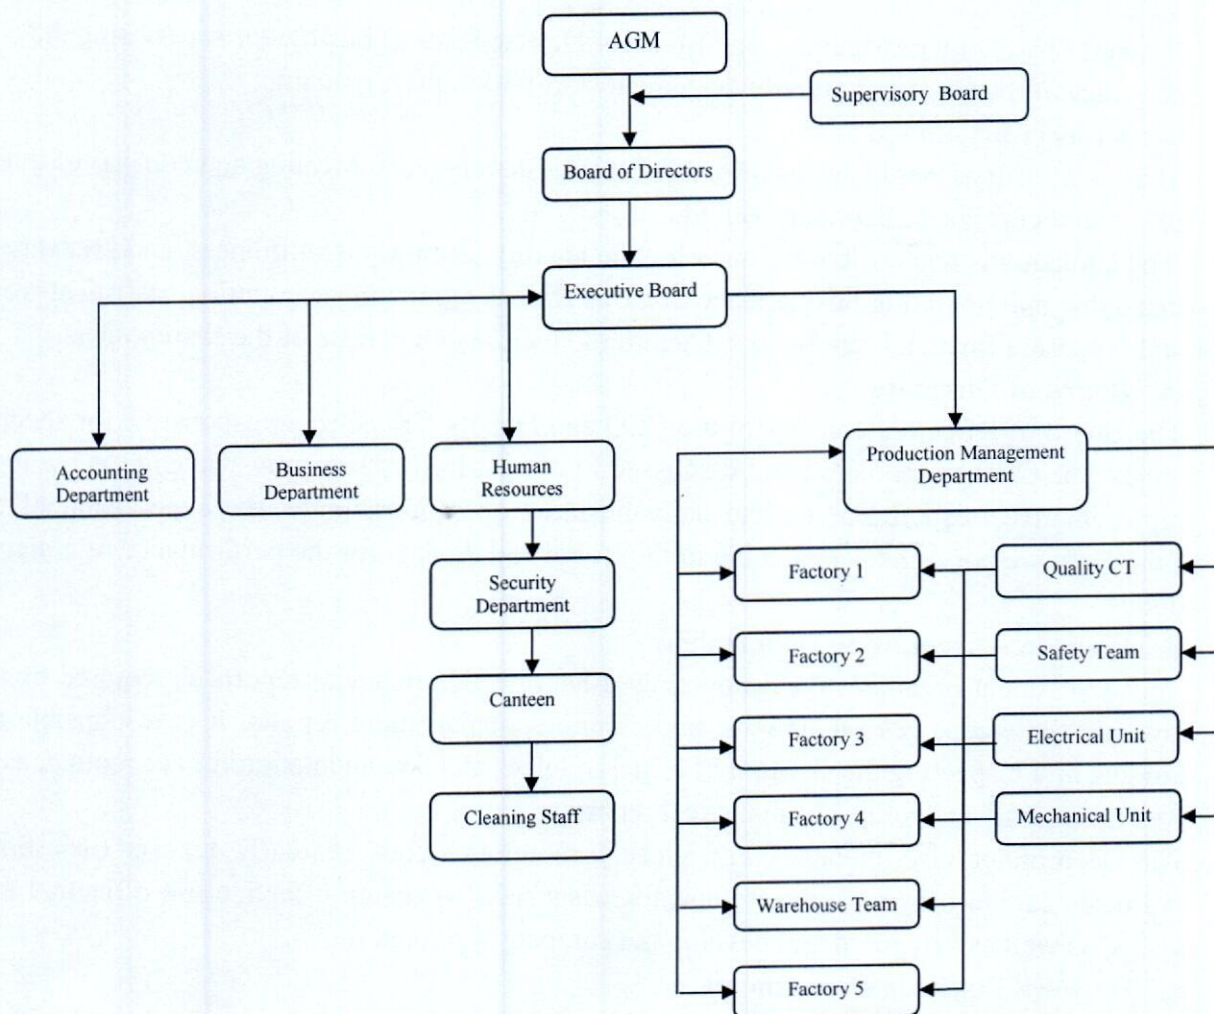 AGM
Supervisory Board
Board of Directors
Executive Board
Accounting
Department
Business
Department
Human
Resources
Production Management
Department
Security
Department
Canteen
Cleaning Staff
Factory 1
Quality CT
Factory 2
Safety Team
Factory 3
Electrical Unit
Factory 4
Mechanical Unit
Warehouse Team
Factory 5